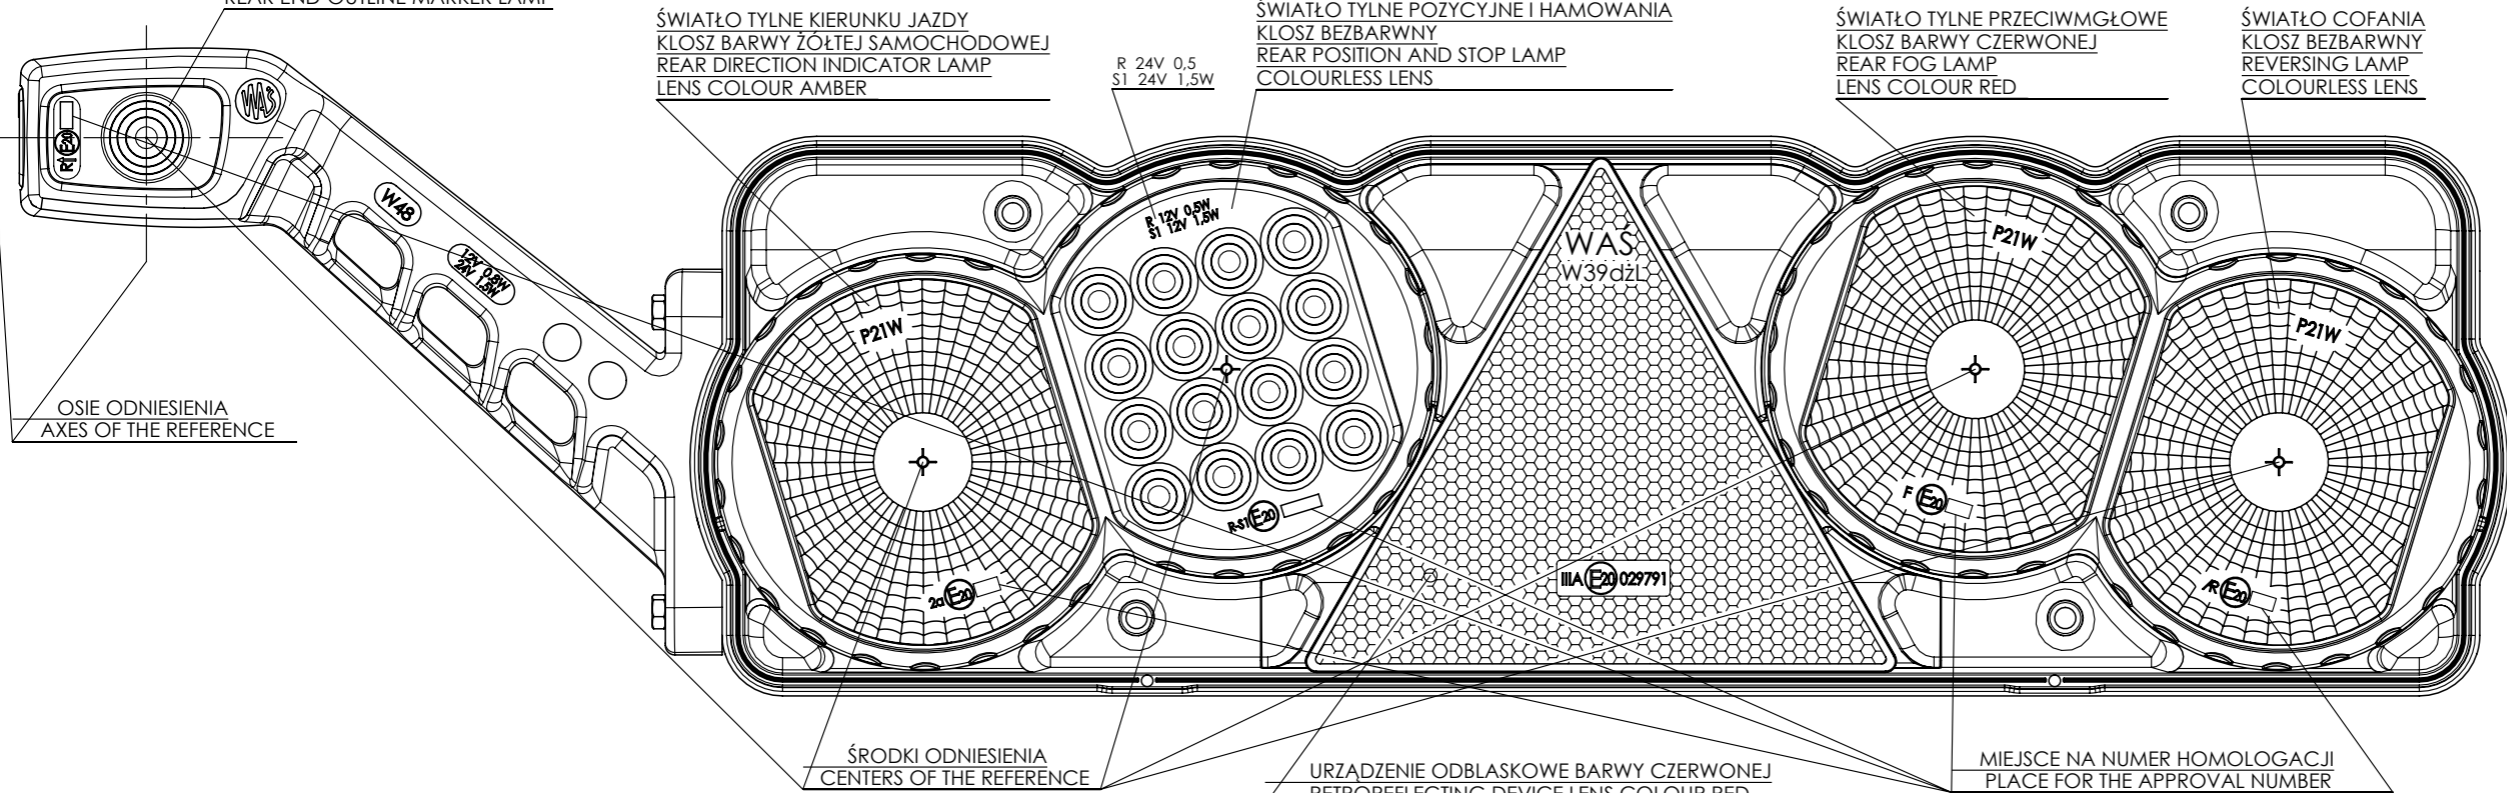 REAR END-OUTLINE MARKER LAMP
ŚWIATŁO TYLNE KIERUNKU JAZDY
KLOSZ BARWY ŻÓŁTEJ SAMOCHODOWEJ
REAR DIRECTION INDICATOR LAMP
LENS COLOUR AMBER
R 24V 0,5
S1 24V 1,5W
ŚWIATŁO TYLNE POZYCYJNE I HAMOWANIA
KLOSZ BEZBARWNY
REAR POSITION AND STOP LAMP
COLOURLESS LENS
ŚWIATŁO TYLNE PRZECIWMGŁOWE
KLOSZ BARWY CZERWONEJ
REAR FOG LAMP
LENS COLOUR RED
ŚWIATŁO COFANIA
KLOSZ BEZBARWNY
REVERSING LAMP
COLOURLESS LENS
WAŚ
R1 E20
W48
12V 0,8W
24V 1,5W
R 12V 0,5W
S1 12V 1,5W
WAŚ
W39dżL
P21W
P21W
P21W
R-S1 E20
F E20
IIIA E20 029791
2a E20
AR E20
OSIE ODNIESIENIA
AXES OF THE REFERENCE
ŚRODKI ODNIESIENIA
CENTERS OF THE REFERENCE
URZĄDZENIE ODBLASKOWE BARWY CZERWONEJ
RETROREFLECTING DEVICE LENS COLOUR RED
MIEJSCE NA NUMER HOMOLOGACJI
PLACE FOR THE APPROVAL NUMBER